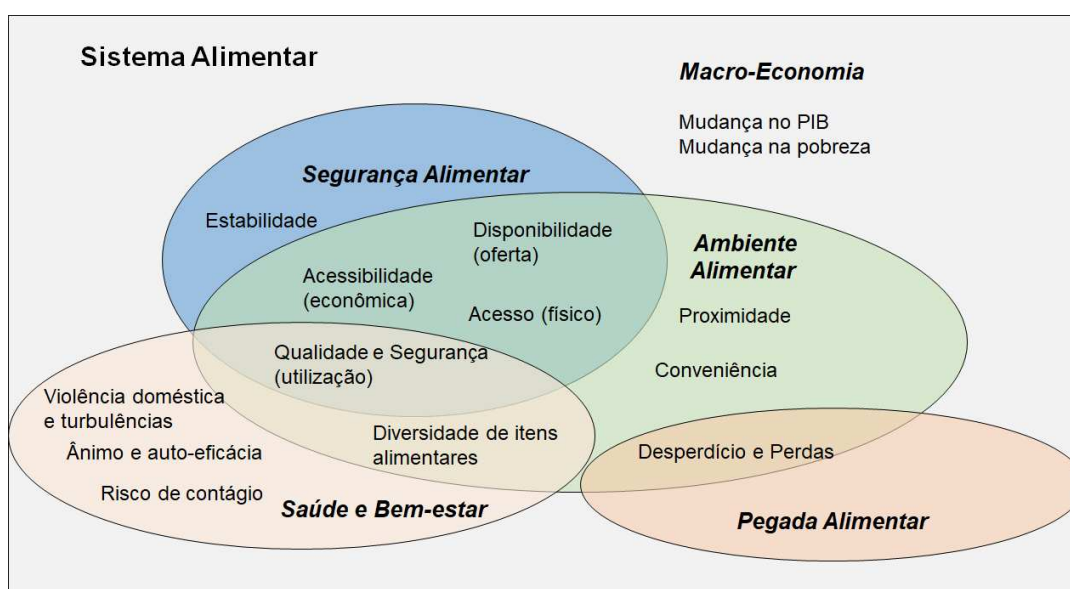 Sistema Alimentar
Macro-Economia
Mudança no PIB
Mudança na pobreza
Segurança Alimentar
Estabilidade
Disponibilidade
(oferta)
Ambiente
Alimentar
Acessibilidade
(econômica)
Acesso (físico)
Proximidade
Qualidade e Segurança
(utilização)
Conveniência
Violência doméstica
e turbulências
Ânimo e auto-eficácia
Diversidade de itens
alimentares
Desperdício e Perdas
Risco de contágio
Saúde e Bem-estar
Pegada Alimentar